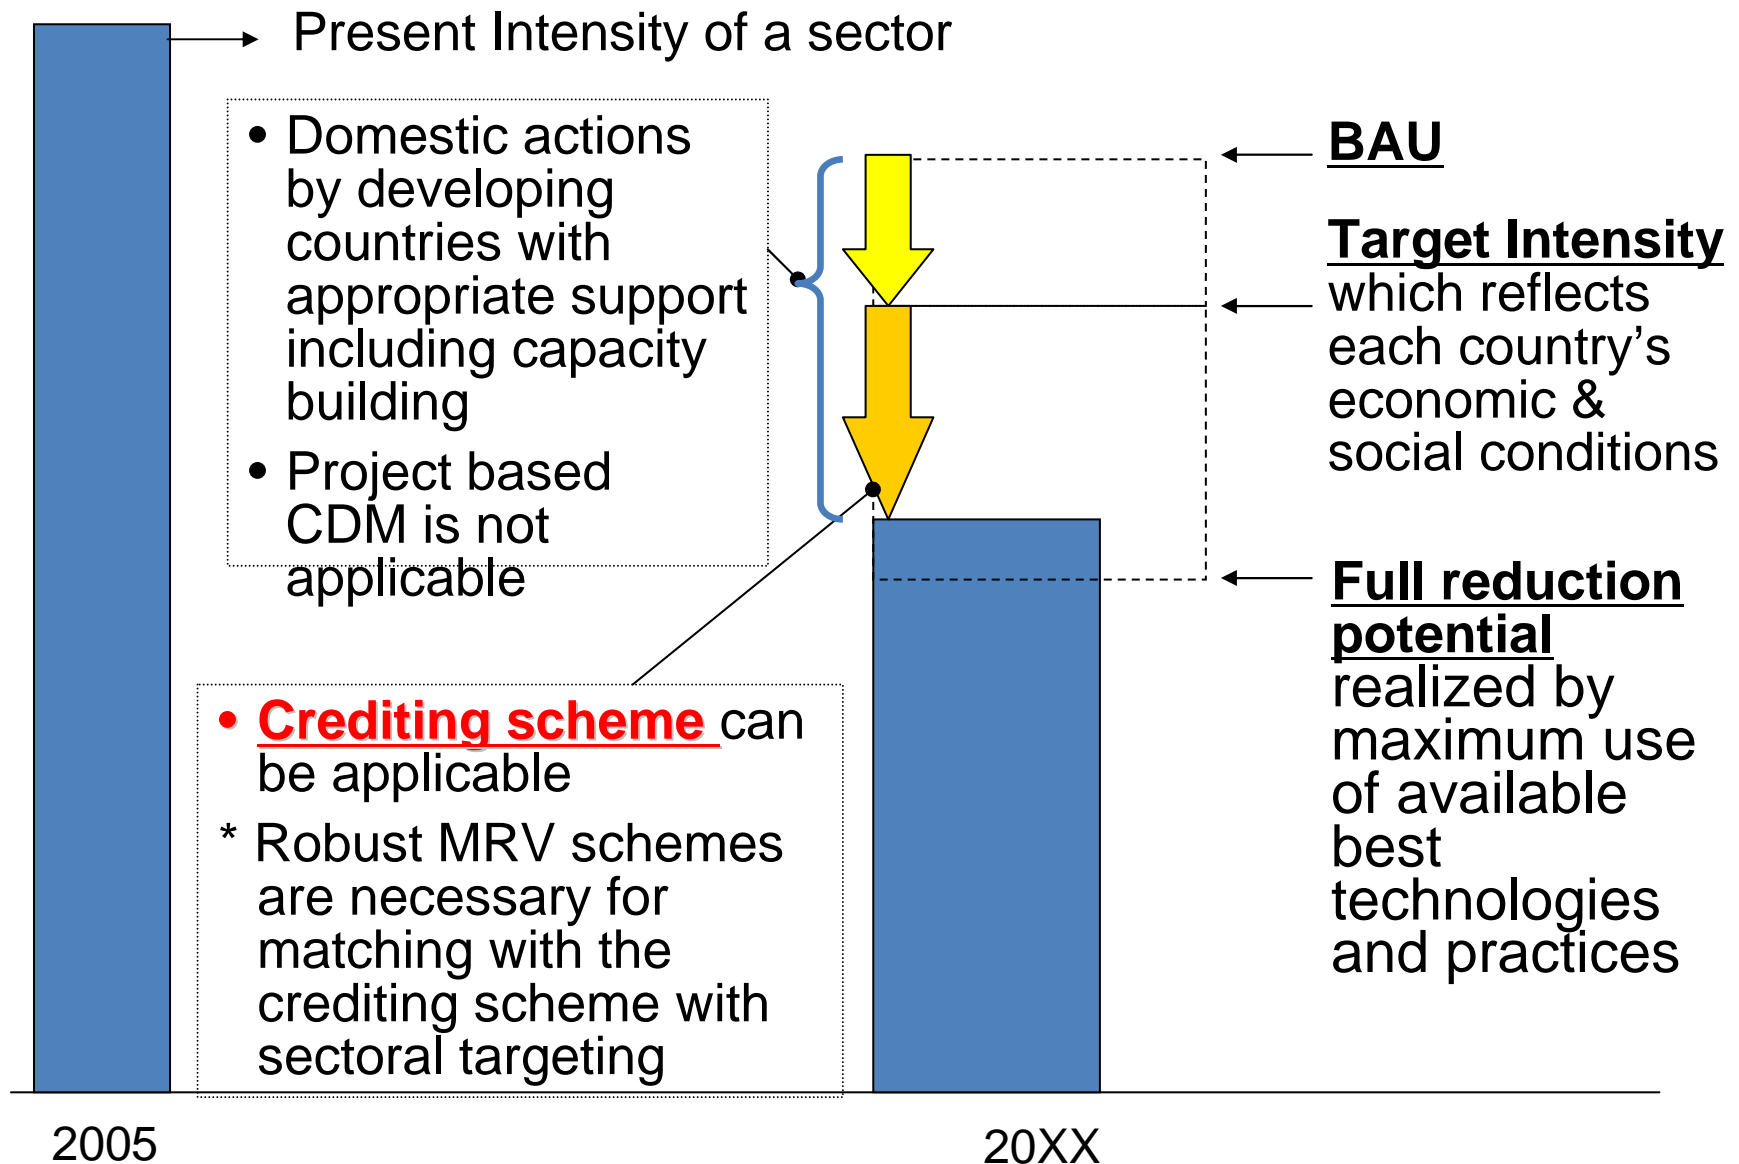 Present Intensity of a sector
• Domestic actions
by developing
countries with
appropriate support
including capacity
building
• Project based
CDM is not
applicable
BAU
Target Intensity
which reflects
each country’s
economic &
social conditions
Full reduction
potential
realized by
maximum use
of available
best
technologies
and practices
• Crediting scheme can
be applicable
* Robust MRV schemes
are necessary for
matching with the
crediting scheme with
sectoral targeting
2005
20XX